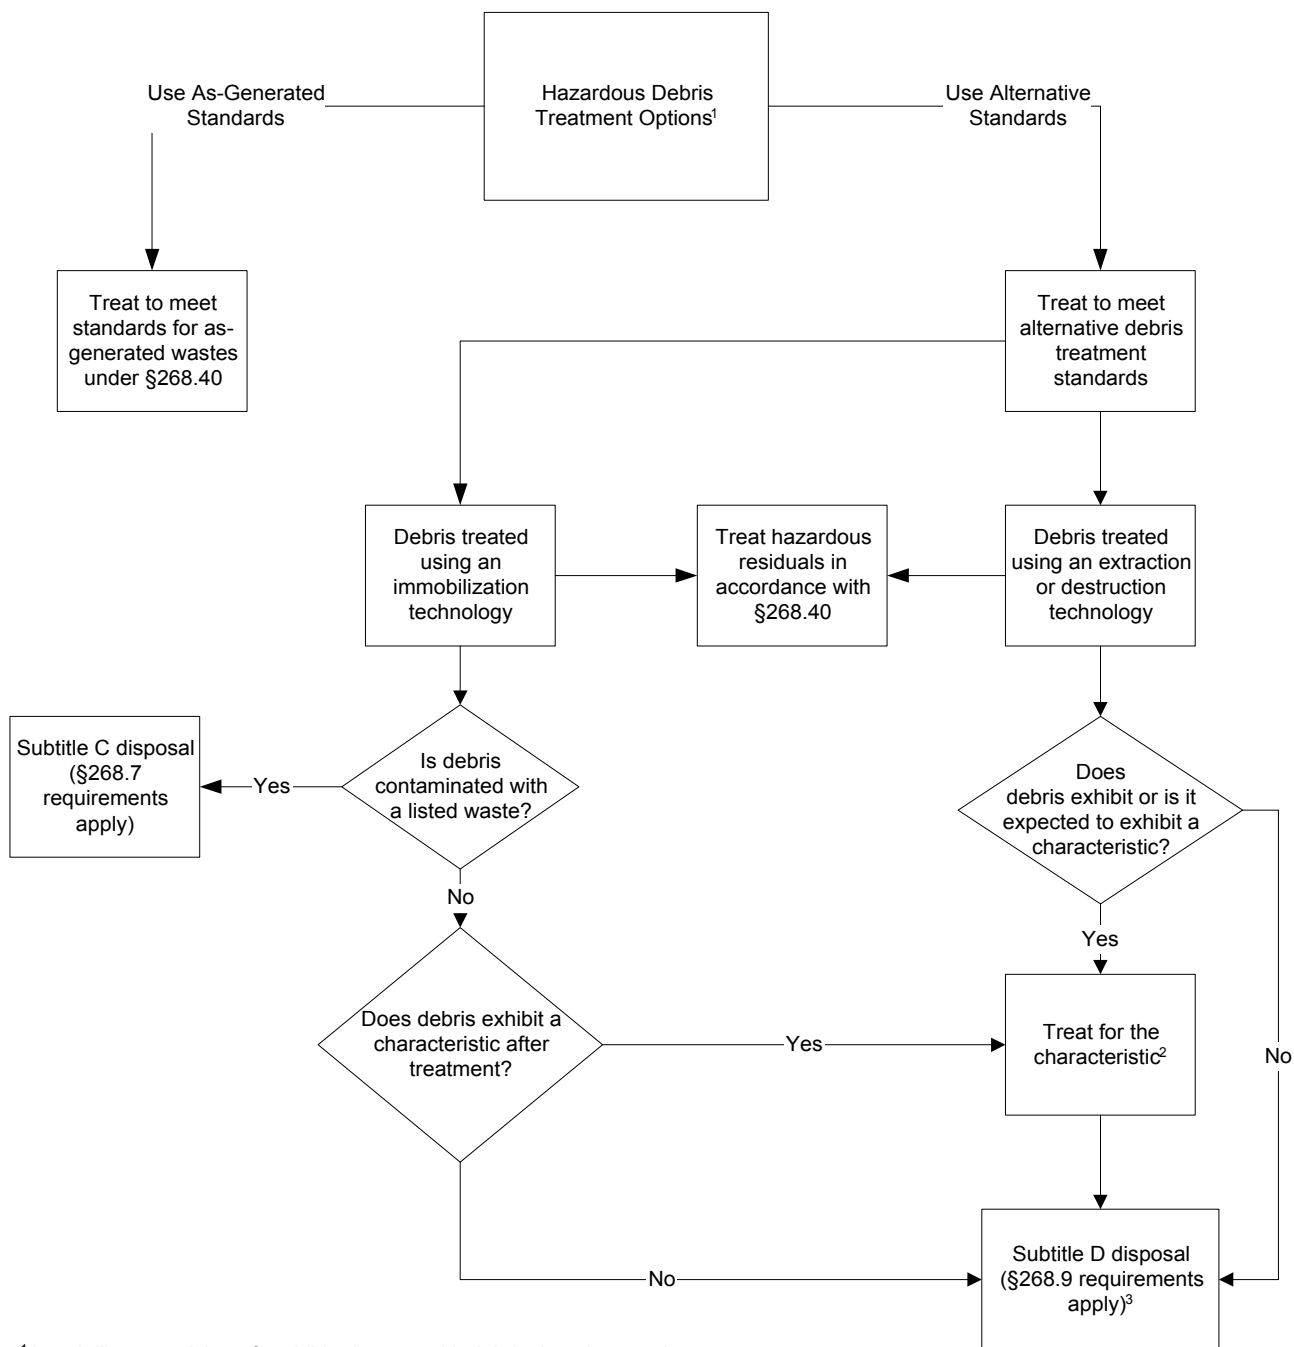 Use As-Generated
Standards
Hazardous Debris
Treatment Options¹
Use Alternative
Standards
Treat to meet
standards for as-
generated wastes
under §268.40
Treat to meet
alternative debris
treatment
standards
Debris treated
using an
immobilization
technology
Treat hazardous
residuals in
accordance with
§268.40
Debris treated
using an extraction
or destruction
technology
Subtitle C disposal
(§268.7
requirements
apply)
Yes
Is debris
contaminated with
a listed waste?
Does
debris exhibit or is it
expected to exhibit a
characteristic?
No
Yes
Does debris exhibit a
characteristic after
treatment?
Yes
Treat for the
characteristic²
No
No
Subtitle D disposal
(§268.9 requirements
apply)³